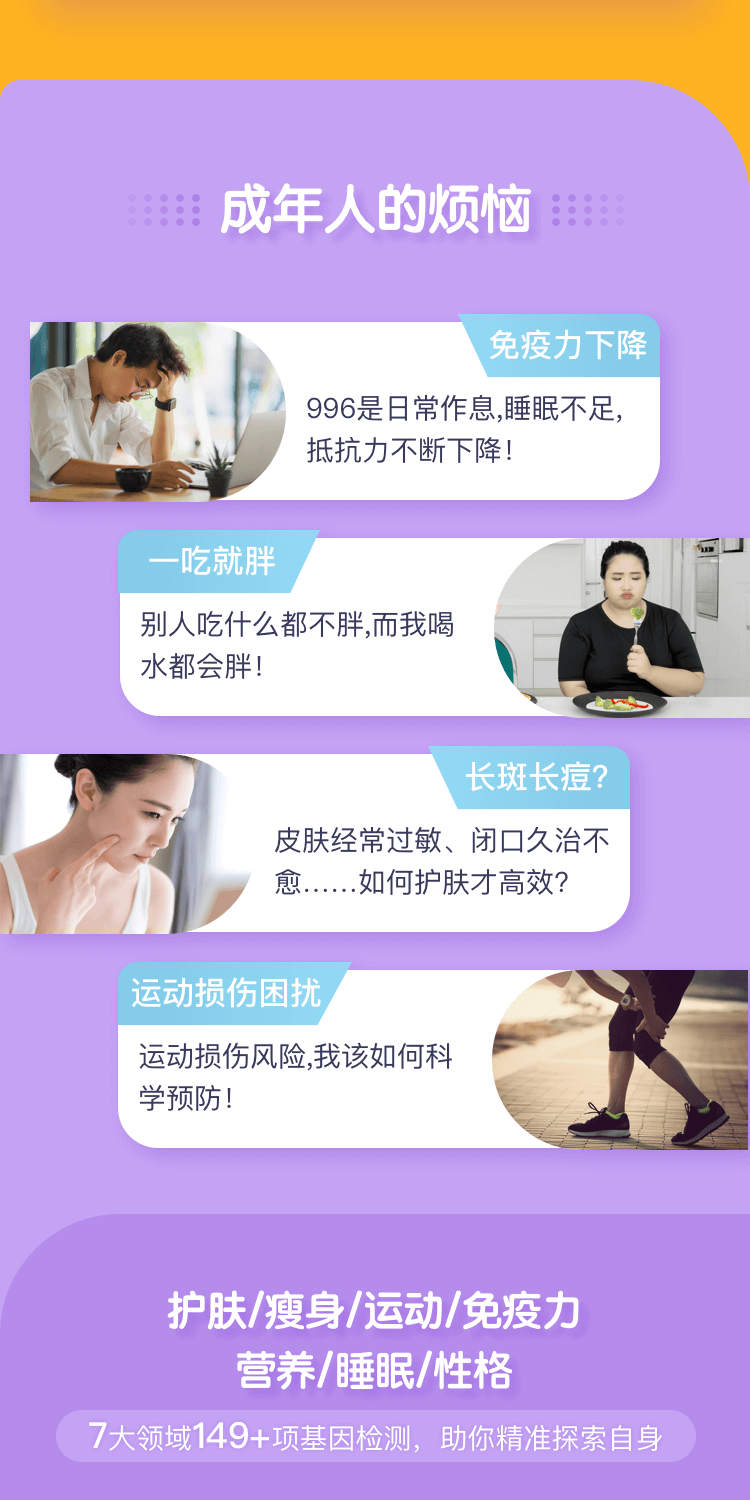 成年人的烦恼
免疫力下降
996是日常作息,睡眠不足,
抵抗力不断下降！
一吃就胖
别人吃什么都不胖,而我喝
水都会胖！
长斑长痘?
皮肤经常过敏、闭口久治不
愈……如何护肤才高效?
运动损伤困扰
运动损伤风险,我该如何科
学预防！
护肤/瘦身/运动/免疫力
营养/睡眠/性格
7大领域149+项基因检测，助你精准探索自身